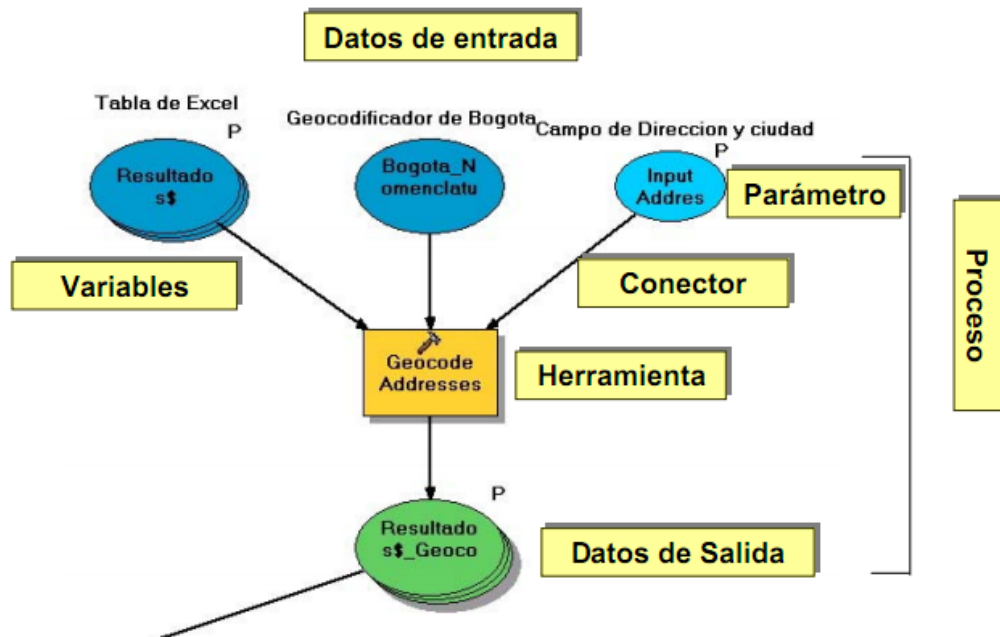 Datos de entrada
Tabla de Excel
P
Geocodificador de Bogota
Campo de Direccion y ciudad
P
Resultado
s$
Bogota_N
omenclatu
Input
Addres
Parámetro
Variables
Conector
Proceso
Geocode
Addresses
Herramienta
P
Resultado
s$_Geoco
Datos de Salida